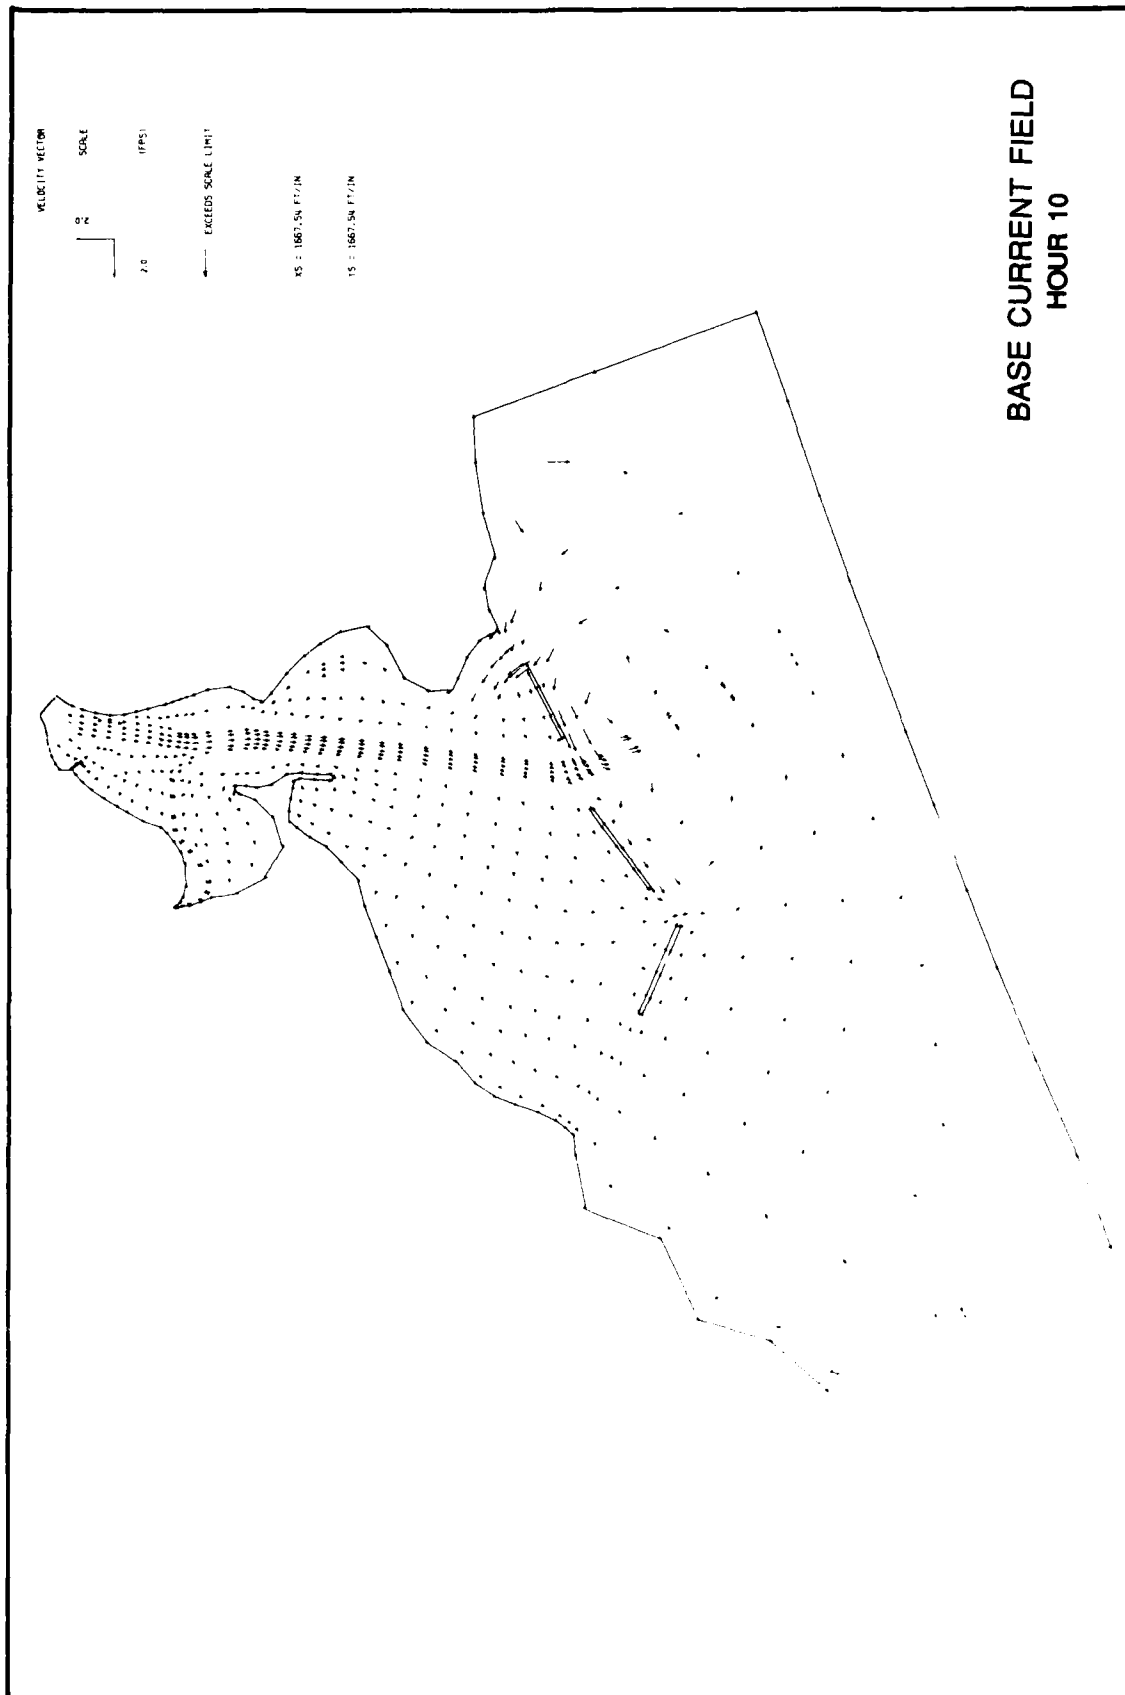 VELOCITY VECTOR
SCALE
2.0
2.0
(FPS)
EXCEEDS SCALE LIMIT
XS = 1667.54 FT/IN
YS = 1667.54 FT/IN
BASE CURRENT FIELD
HOUR 10